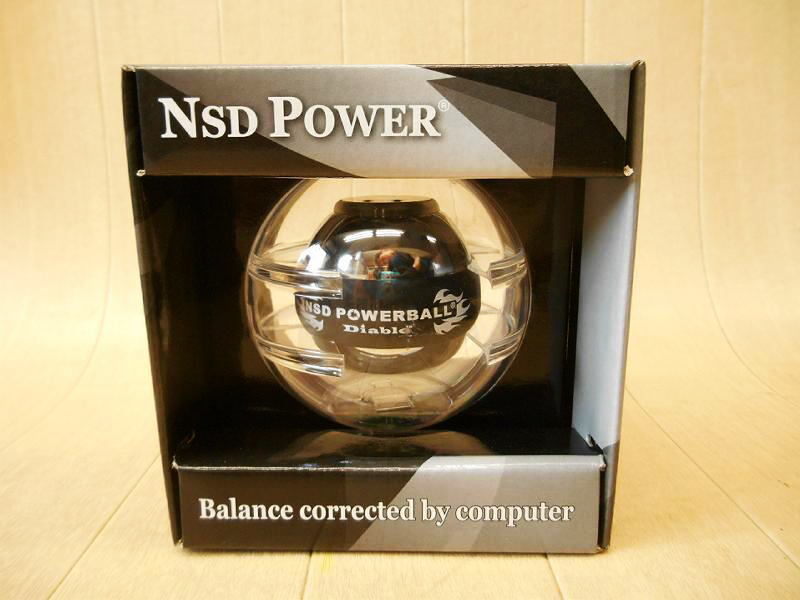 NSD POWER®
NSD POWERBALL®
Diablo
Balance corrected by computer